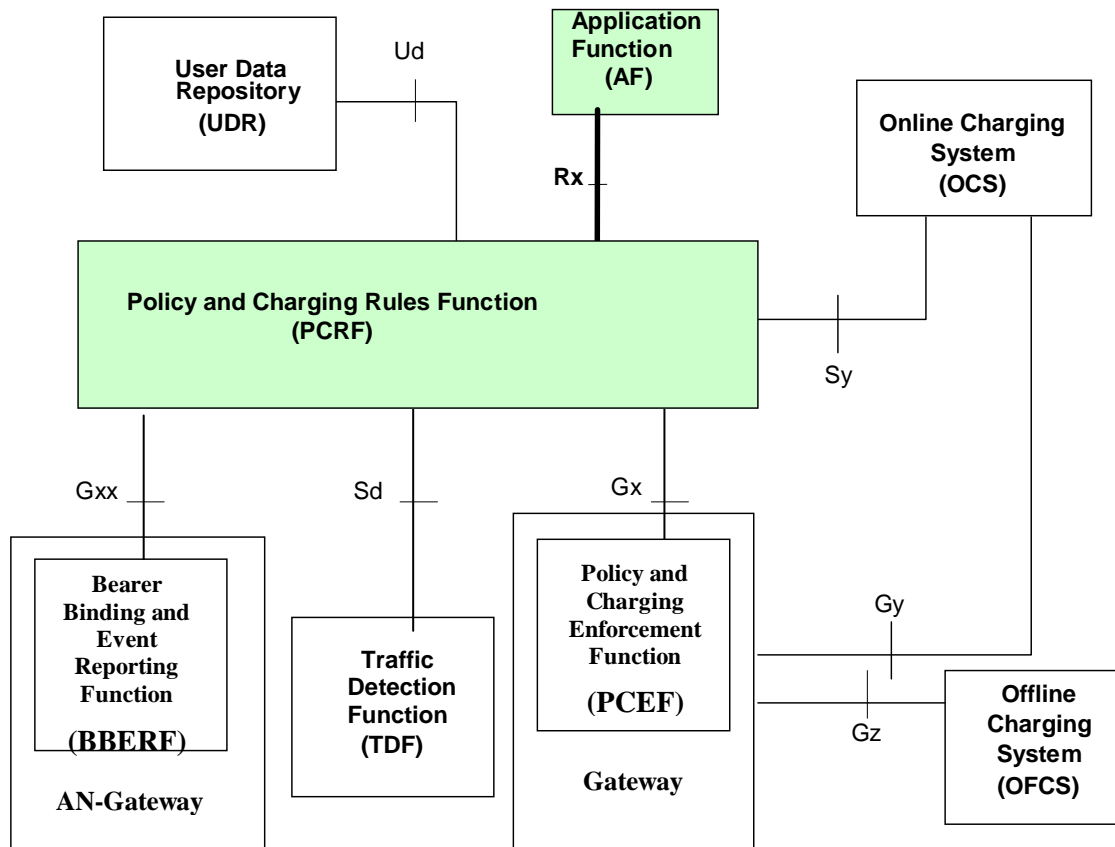 User Data
Repository
(UDR)
Ud
Application
Function
(AF)
Rx
Online Charging
System
(OCS)
Policy and Charging Rules Function
(PCRF)
Sy
Gxx
Sd
Gx
Bearer
Binding and
Event
Reporting
Function
(BBERF)
AN-Gateway
Traffic
Detection
Function
(TDF)
Policy and
Charging
Enforcement
Function
(PCEF)
Gateway
Gy
Gz
Offline
Charging
System
(OFCS)